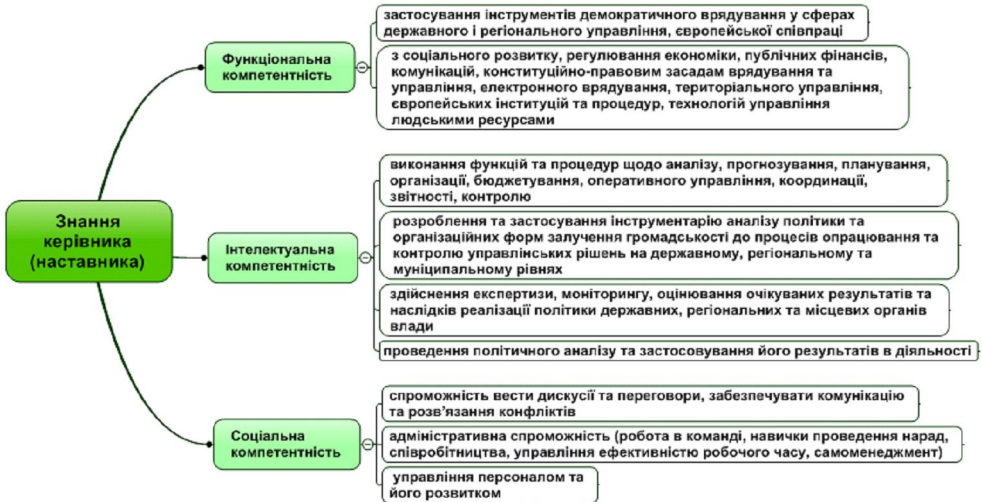 Знання
керівника
(наставника)
Функціональна
компетентність
застосування інструментів демократичного врядування у сферах
державного і регіонального управління, європейської співпраці
з соціального розвитку, регулювання економіки, публічних фінансів,
комунікацій, конституційно-правовим засадам врядування та
управління, електронного врядування, територіального управління,
європейських інституцій та процедур, технологій управління
людськими ресурсами
Інтелектуальна
компетентність
виконання функцій та процедур щодо аналізу, прогнозування, планування,
організації, бюджетування, оперативного управління, координації,
звітності, контролю
розроблення та застосування інструментарію аналізу політики та
організаційних форм залучення громадськості до процесів опрацювання та
контролю управлінських рішень на державному, регіональному та
муніципальному рівнях
здійснення експертизи, моніторингу, оцінювання очікуваних результатів та
наслідків реалізації політики державних, регіональних та місцевих органів
влади
проведення політичного аналізу та застосовування його результатів в діяльності
Соціальна
компетентність
спроможність вести дискусії та переговори, забезпечувати комунікацію
та розв'язання конфліктів
адміністративна спроможність (робота в команді, навички проведення нарад,
співробітництва, управління ефективністю робочого часу, самоменеджмент)
управління персоналом та
його розвитком